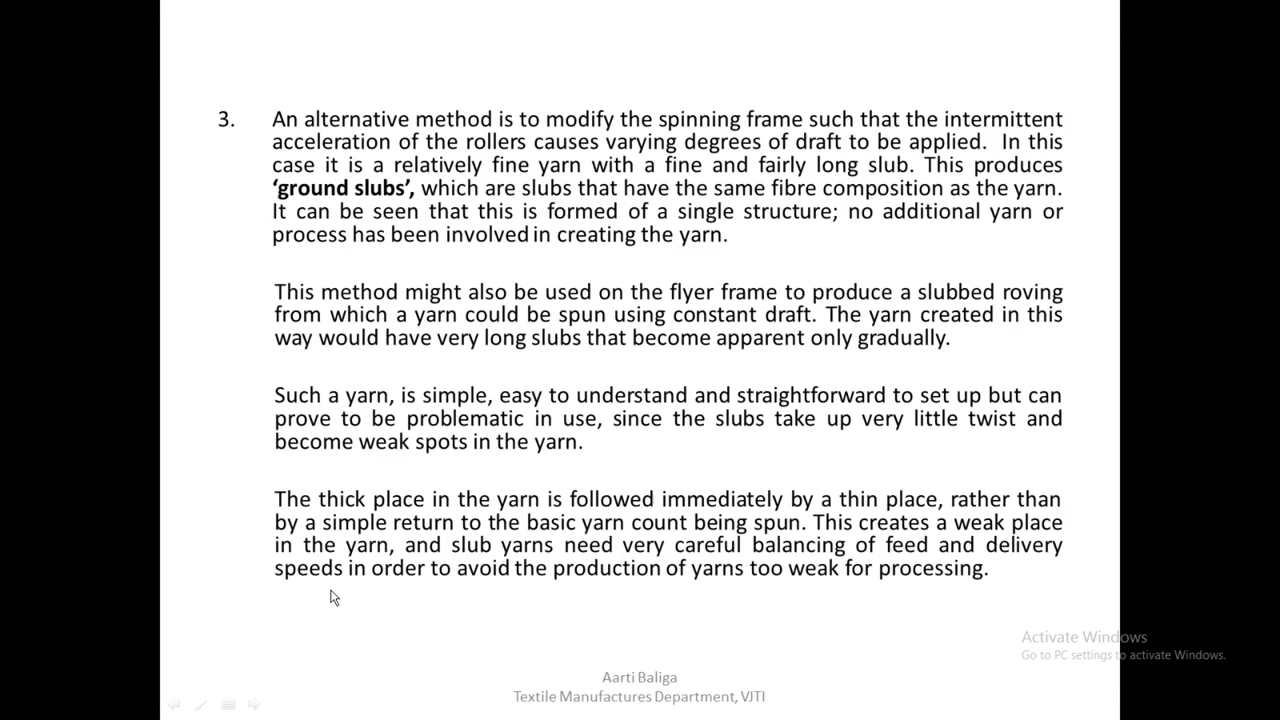 3. An alternative method is to modify the spinning frame such that the intermittent
acceleration of the rollers causes varying degrees of draft to be applied. In this
case it is a relatively fine yarn with a fine and fairly long slub. This produces
‘ground slubs’, which are slubs that have the same fibre composition as the yarn.
It can be seen that this is formed of a single structure; no additional yarn or
process has been involved in creating the yarn.
This method might also be used on the flyer frame to produce a slubbed roving
from which a yarn could be spun using constant draft. The yarn created in this
way would have very long slubs that become apparent only gradually.
Such a yarn, is simple, easy to understand and straightforward to set up but can
prove to be problematic in use, since the slubs take up very little twist and
become weak spots in the yarn.
The thick place in the yarn is followed immediately by a thin place, rather than
by a simple return to the basic yarn count being spun. This creates a weak place
in the yarn, and slub yarns need very careful balancing of feed and delivery
speeds in order to avoid the production of yarns too weak for processing.
Activate Windows
Go to PC settings to activate Windows.
Aarti Baliga
Textile Manufactures Department, VJTI